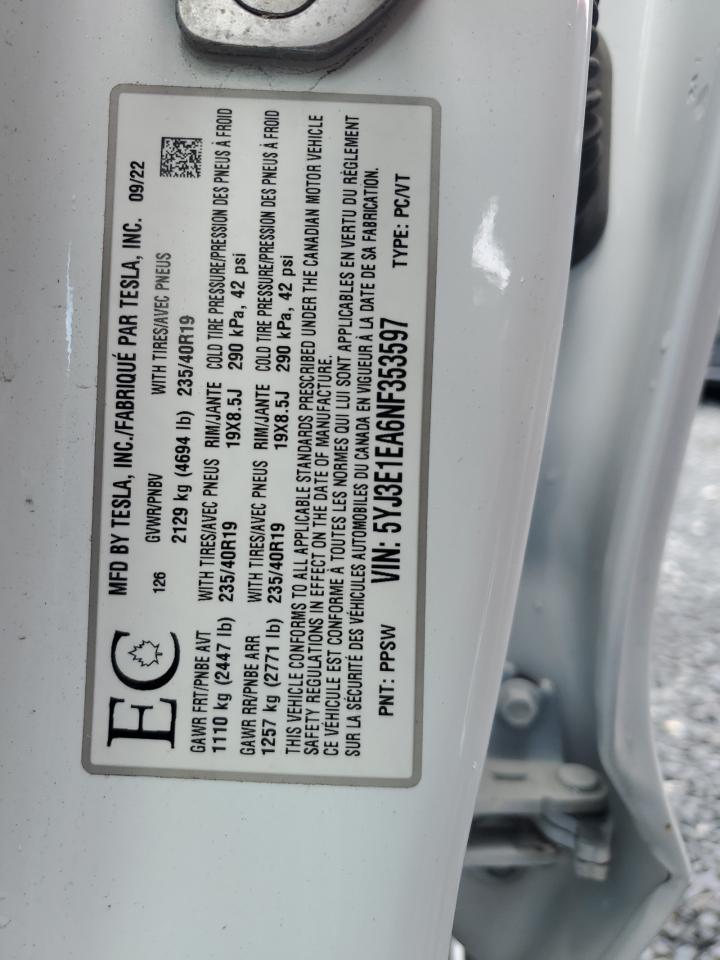 EC
MFD BY TESLA, INC./FABRIQUÉ PAR TESLA, INC. 09/22
126 GVWR/PNBV WITH TIRES/AVEC PNEUS
2129 kg (4694 lb) 235/40R19
GAWR FRT/PNBE AVT WITH TIRES/AVEC PNEUS RIM/JANTE COLD TIRE PRESSURE/PRESSION DES PNEUS À FROID
1110 kg (2447 lb) 235/40R19 19X8.5J 290 kPa, 42 psi
GAWR RR/PNBE ARR WITH TIRES/AVEC PNEUS RIM/JANTE COLD TIRE PRESSURE/PRESSION DES PNEUS À FROID
1257 kg (2771 lb) 235/40R19 19X8.5J 290 kPa, 42 psi
THIS VEHICLE CONFORMS TO ALL APPLICABLE STANDARDS PRESCRIBED UNDER THE CANADIAN MOTOR VEHICLE
SAFETY REGULATIONS IN EFFECT ON THE DATE OF MANUFACTURE.
CE VÉHICULE EST CONFORME À TOUTES LES NORMES QUI LUI SONT APPLICABLES EN VERTU DU RÉGLEMENT
SUR LA SÉCURITÉ DES VÉHICULES AUTOMOBILES DU CANADA EN VIGUEUR À LA DATE DE SA FABRICATION.
PNT: PPSW VIN: 5YJ3E1EA6NF353597 TYPE: PC/VT